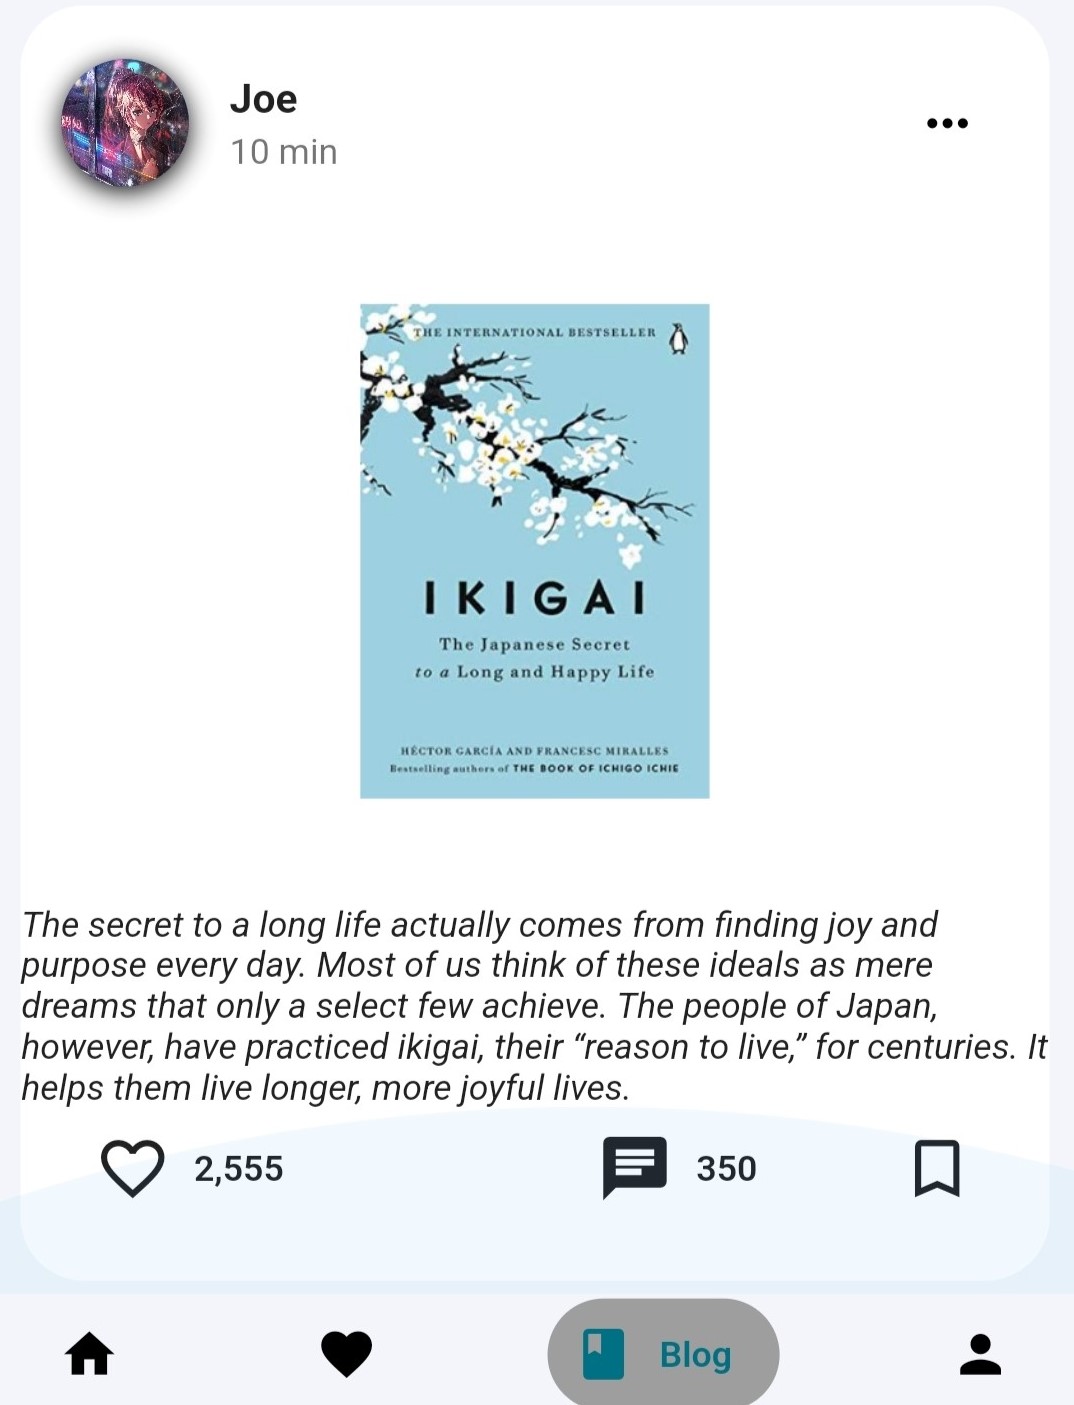 Joe
10 min
THE INTERNATIONAL BESTSELLER
IKIGAI
The Japanese Secret
to a Long and Happy Life
HÉCTOR GARCÍA AND FRANCESC MIRALLES
Bestselling authors of THE BOOK OF ICHIGO ICHIE
The secret to a long life actually comes from finding joy and
purpose every day. Most of us think of these ideals as mere
dreams that only a select few achieve. The people of Japan,
however, have practiced ikigai, their “reason to live,” for centuries. It
helps them live longer, more joyful lives.
2,555
350
Blog